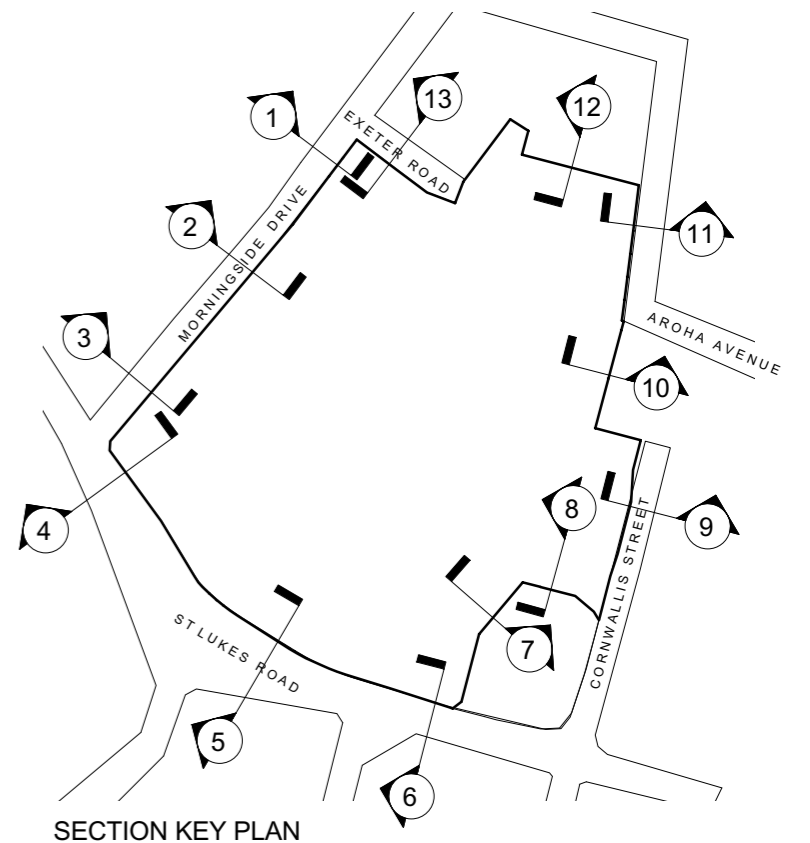 1
13
12
EXETER ROAD
2
11
MORNINGSIDE DRIVE
3
AROHA AVENUE
10
8
4
9
CORNWALLIS STREET
7
ST LUKES ROAD
5
6
SECTION KEY PLAN